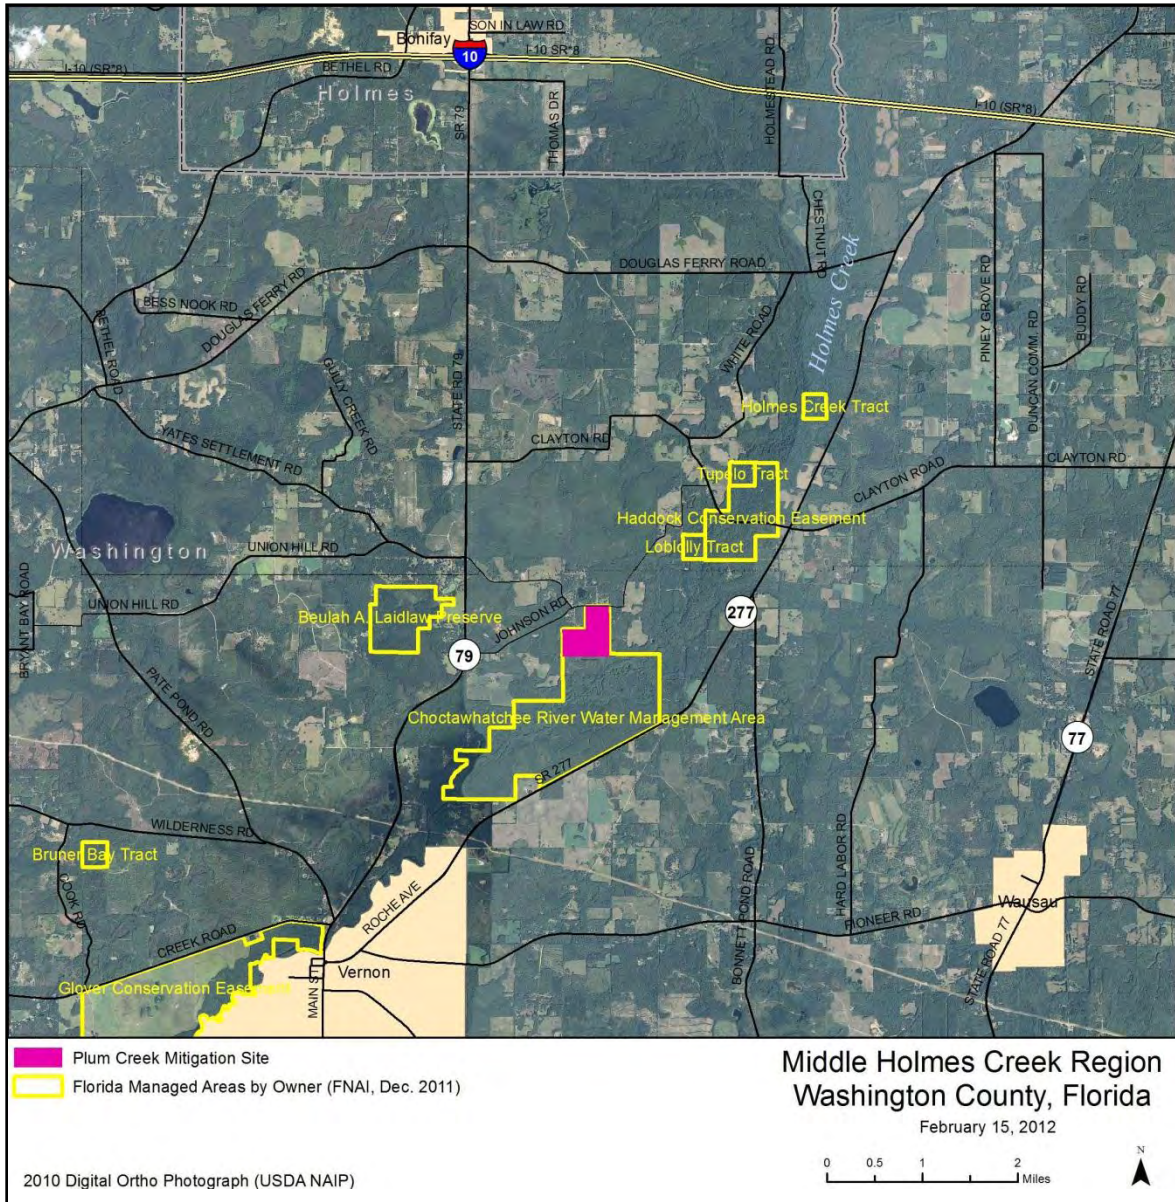 SON IN LAW RD
Bonifay
10
I-10 SR*8
I-10 (SR*8)
BETHEL RD
Holmes
SR 79
THOMAS DR
HOLMESTEAD RD
I-10 (SR*8)
CHESTNUT RD
Holmes Creek
DOUGLAS FERRY ROAD
PINEY GROVE RD
BUDDY RD
BESS NOOK RD
DOUGLAS FERRY RD
BETHEL ROAD
WHITE ROAD
DUNCAN COMM. RD
GUILLY CREEK RD
STATE RD 79
Holmes Creek Tract
YATES SETTLEMENT RD
CLAYTON RD
CLAYTON RD
Tupelo Tract
CLAYTON ROAD
Haddock Conservation Easement
Loblolly Tract
Washington
UNION HILL RD
UNION HILL RD
BRYANT BAY ROAD
Beulah A. Laidlaw Preserve
JOHNSON RD
277
79
STATE ROAD 77
PATE POND RD
Choctawhatchee River Water Management Area
77
SR 277
WILDERNESS RD
Bruner Bay Tract
COOK RD
HARD LABOR RD
BONNETT POND ROAD
ROCHE AVE
Wausau
PIONEER RD
CREEK ROAD
STATE ROAD 77
Vernon
MAIN ST
Glover Conservation Easement
Plum Creek Mitigation Site
Florida Managed Areas by Owner (FNAI, Dec. 2011)
2010 Digital Ortho Photograph (USDA NAIP)
Middle Holmes Creek Region
Washington County, Florida
February 15, 2012
0 0.5 1 2
Miles
N